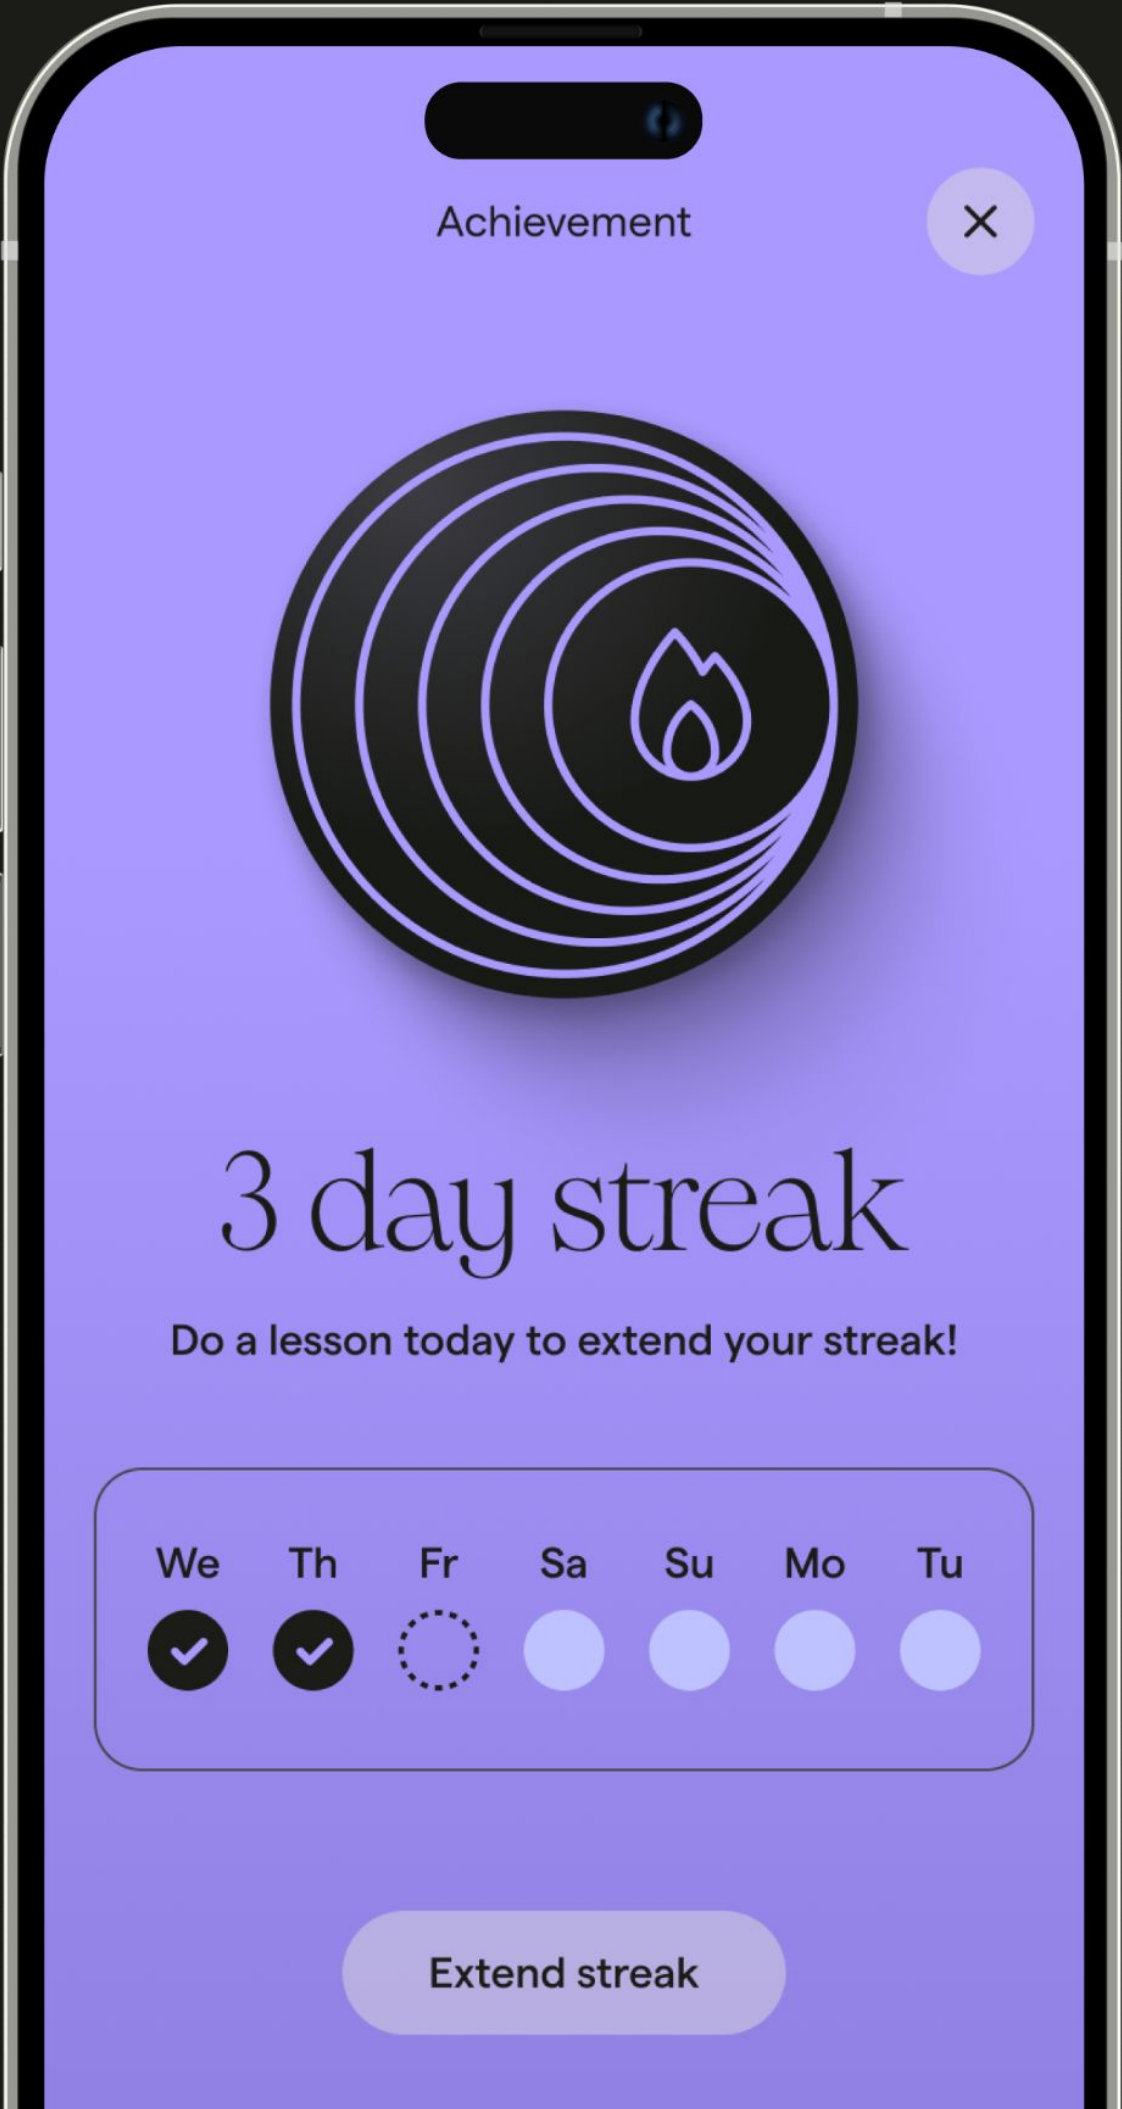 Achievement
3 day streak
Do a lesson today to extend your streak!
We Th Fr Sa Su Mo Tu
Extend streak